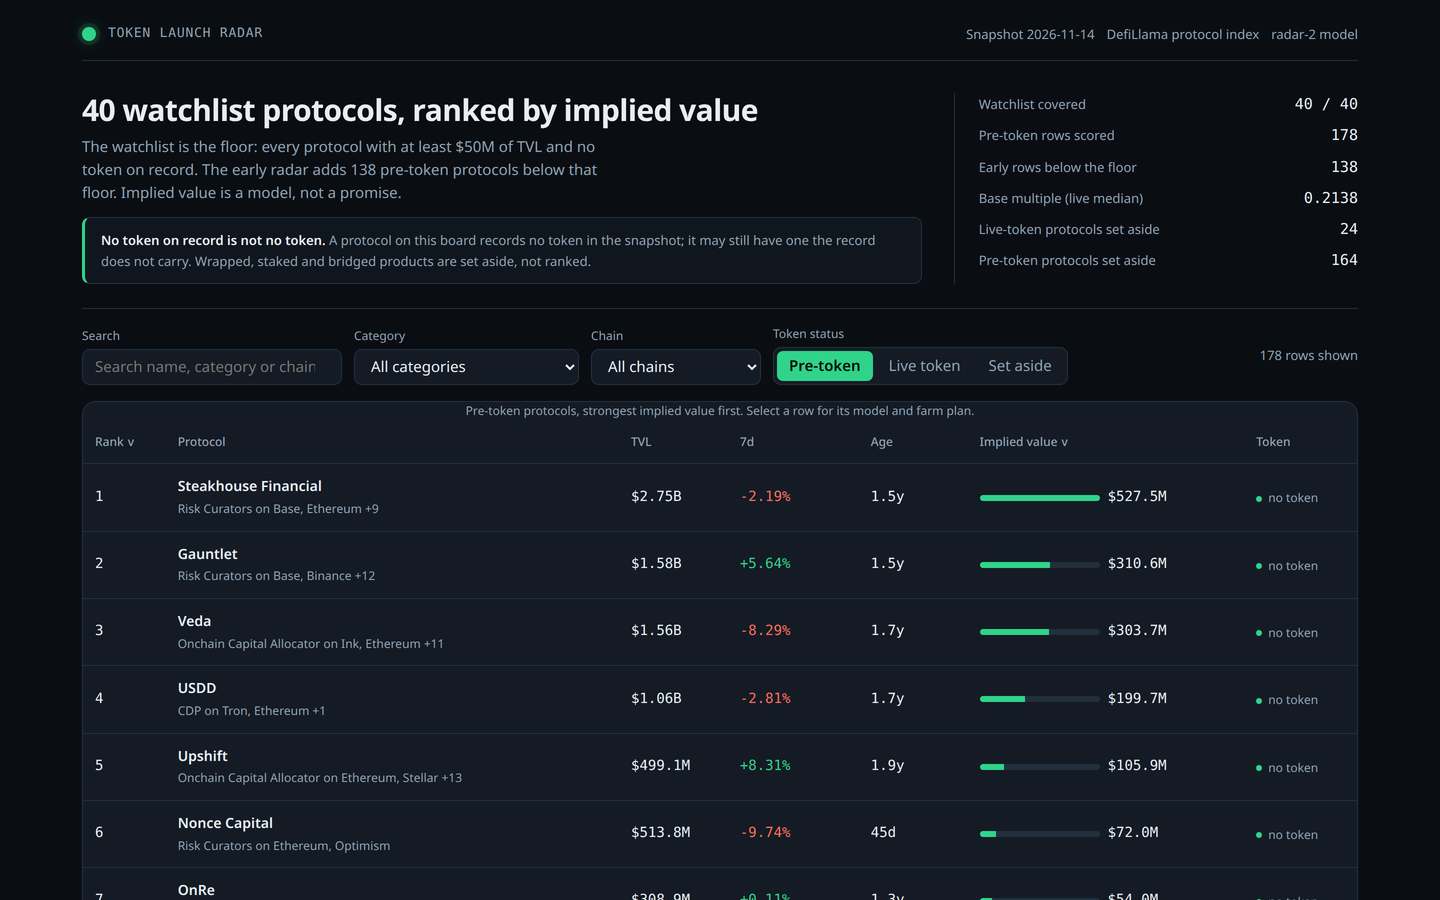 TOKEN LAUNCH RADAR
Snapshot 2026-11-14 DefiLlama protocol index radar-2 model
40 watchlist protocols, ranked by implied value
The watchlist is the floor: every protocol with at least $50M of TVL and no
token on record. The early radar adds 138 pre-token protocols below that
floor. Implied value is a model, not a promise.
No token on record is not no token. A protocol on this board records no token in the snapshot; it may still have one the record
does not carry. Wrapped, staked and bridged products are set aside, not ranked.
Watchlist covered 40 / 40
Pre-token rows scored 178
Early rows below the floor 138
Base multiple (live median) 0.2138
Live-token protocols set aside 24
Pre-token protocols set aside 164
Search Category Chain Token status
Search name, category or chain All categories All chains Pre-token Live token Set aside
178 rows shown
Pre-token protocols, strongest implied value first. Select a row for its model and farm plan.
Rank v Protocol TVL 7d Age Implied value v Token
1 Steakhouse Financial $2.75B -2.19% 1.5y $527.5M no token
Risk Curators on Base, Ethereum +9
2 Gauntlet $1.58B +5.64% 1.5y $310.6M no token
Risk Curators on Base, Binance +12
3 Veda $1.56B -8.29% 1.7y $303.7M no token
Onchain Capital Allocator on Ink, Ethereum +11
4 USDD $1.06B -2.81% 1.7y $199.7M no token
CDP on Tron, Ethereum +1
5 Upshift $499.1M +8.31% 1.9y $105.9M no token
Onchain Capital Allocator on Ethereum, Stellar +13
6 Nonce Capital $513.8M -9.74% 45d $72.0M no token
Risk Curators on Ethereum, Optimism
7 OnRe $308.9M +0.11% 1.3y $54.0M